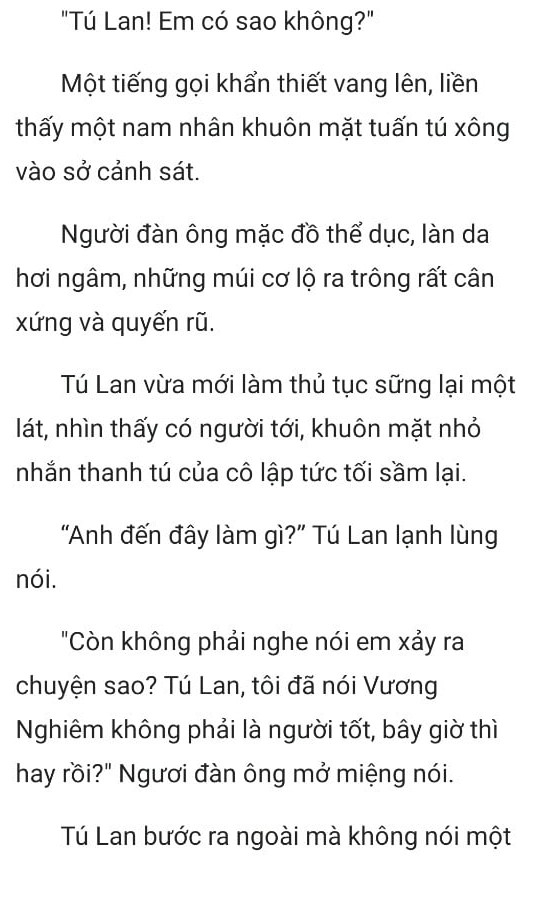 "Tú Lan! Em có sao không?"
Một tiếng gọi khẩn thiết vang lên, liền
thấy một nam nhân khuôn mặt tuấn tú xông
vào sở cảnh sát.
Người đàn ông mặc đồ thể dục, làn da
hơi ngâm, những múi cơ lộ ra trông rất cân
xứng và quyến rũ.
Tú Lan vừa mới làm thủ tục sững lại một
lát, nhìn thấy có người tới, khuôn mặt nhỏ
nhắn thanh tú của cô lập tức tối sầm lại.
“Anh đến đây làm gì?” Tú Lan lạnh lùng
nói.
"Còn không phải nghe nói em xảy ra
chuyện sao? Tú Lan, tôi đã nói Vương
Nghiêm không phải là người tốt, bây giờ thì
hay rồi?" Ngươi đàn ông mở miệng nói.
Tú Lan bước ra ngoài mà không nói một